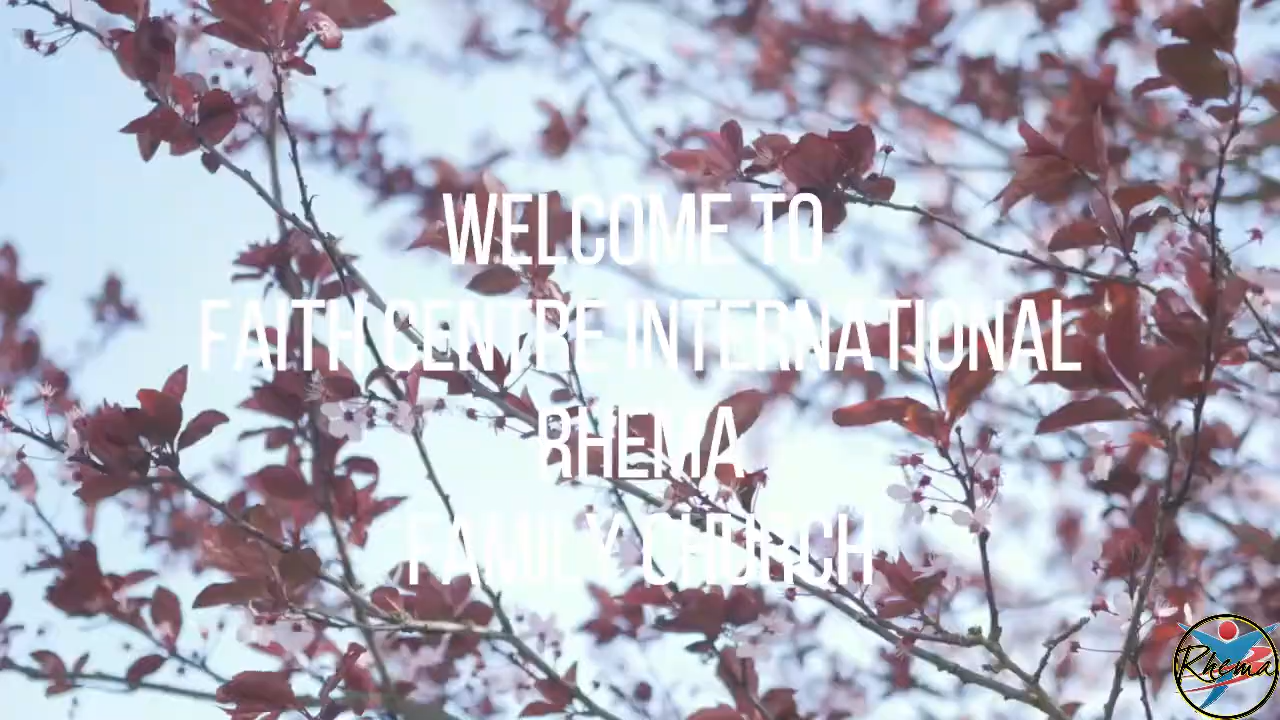 WELCOME TO
FAITH CENTRE INTERNATIONAL
RHEMA
FAMILY CHURCH
Rhema